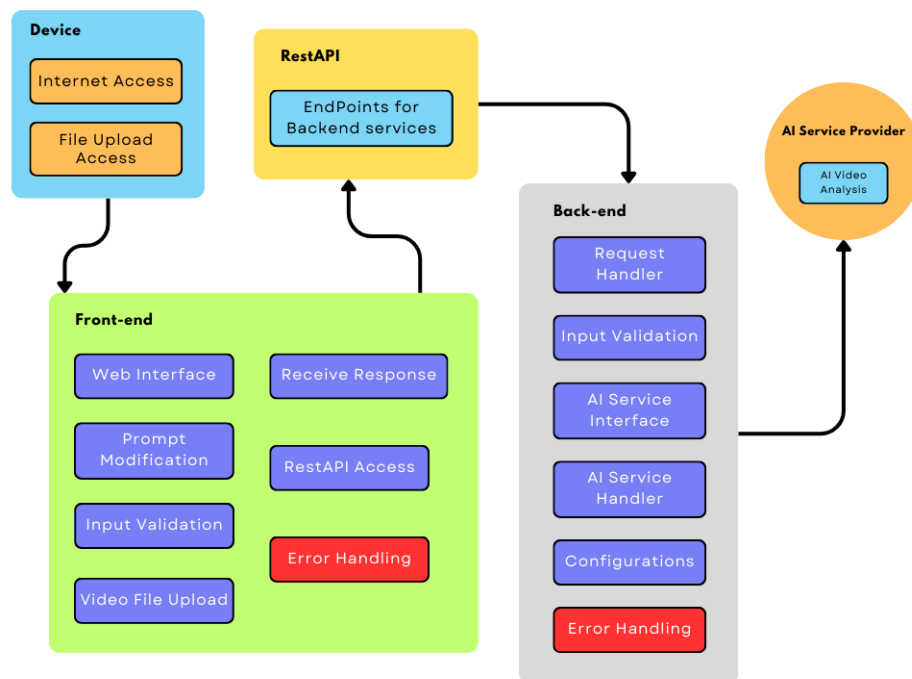 Device
Internet Access
File Upload
Access
RestAPI
EndPoints for
Backend services
AI Service Provider
AI Video
Analysis
Front-end
Web Interface
Prompt
Modification
Input Validation
Video File Upload
Receive Response
RestAPI Access
Error Handling
Back-end
Request
Handler
Input Validation
AI Service
Interface
AI Service
Handler
Configurations
Error Handling